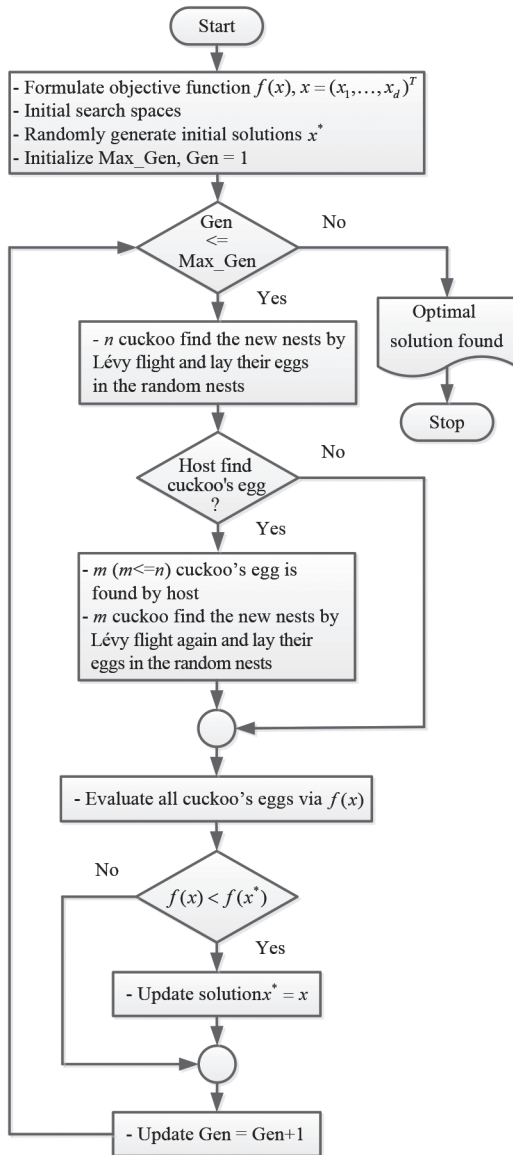 Start
- Formulate objective function f(x), x = (x₁,…,x_d)ᵀ
- Initial search spaces
- Randomly generate initial solutions x*
- Initialize Max_Gen, Gen = 1
Gen
<=
Max_Gen
No
Yes
Optimal
solution found
Stop
- n cuckoo find the new nests by
Lévy flight and lay their eggs
in the random nests
Host find
cuckoo's egg
?
No
Yes
- m (m<=n) cuckoo's egg is
found by host
- m cuckoo find the new nests by
Lévy flight again and lay their
eggs in the random nests
- Evaluate all cuckoo's eggs via f(x)
No
f(x) < f(x*)
Yes
- Update solutionx* = x
- Update Gen = Gen+1